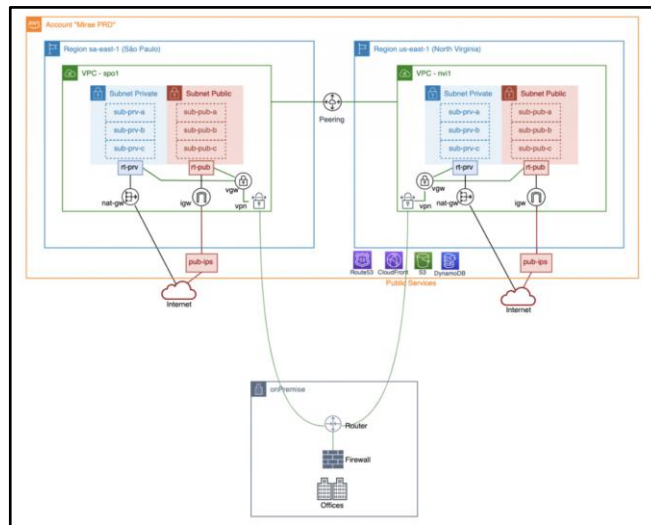 aws
Account "Mirae PRD"
Region sa-east-1 (São Paulo)
VPC - spo1
Subnet Private
sub-prv-a
sub-prv-b
sub-prv-c
rt-prv
Subnet Public
sub-pub-a
sub-pub-b
sub-pub-c
rt-pub
vgw
vpn
nat-gw
igw
pub-ips
Internet
Peering
Region us-east-1 (North Virginia)
VPC - nvi1
Subnet Private
sub-prv-a
sub-prv-b
sub-prv-c
rt-prv
Subnet Public
sub-pub-a
sub-pub-b
sub-pub-c
rt-pub
vgw
vpn
nat-gw
igw
pub-ips
Internet
Route53
CloudFront
S3
DynamoDB
Public Services
onPremise
Router
Firewall
Offices